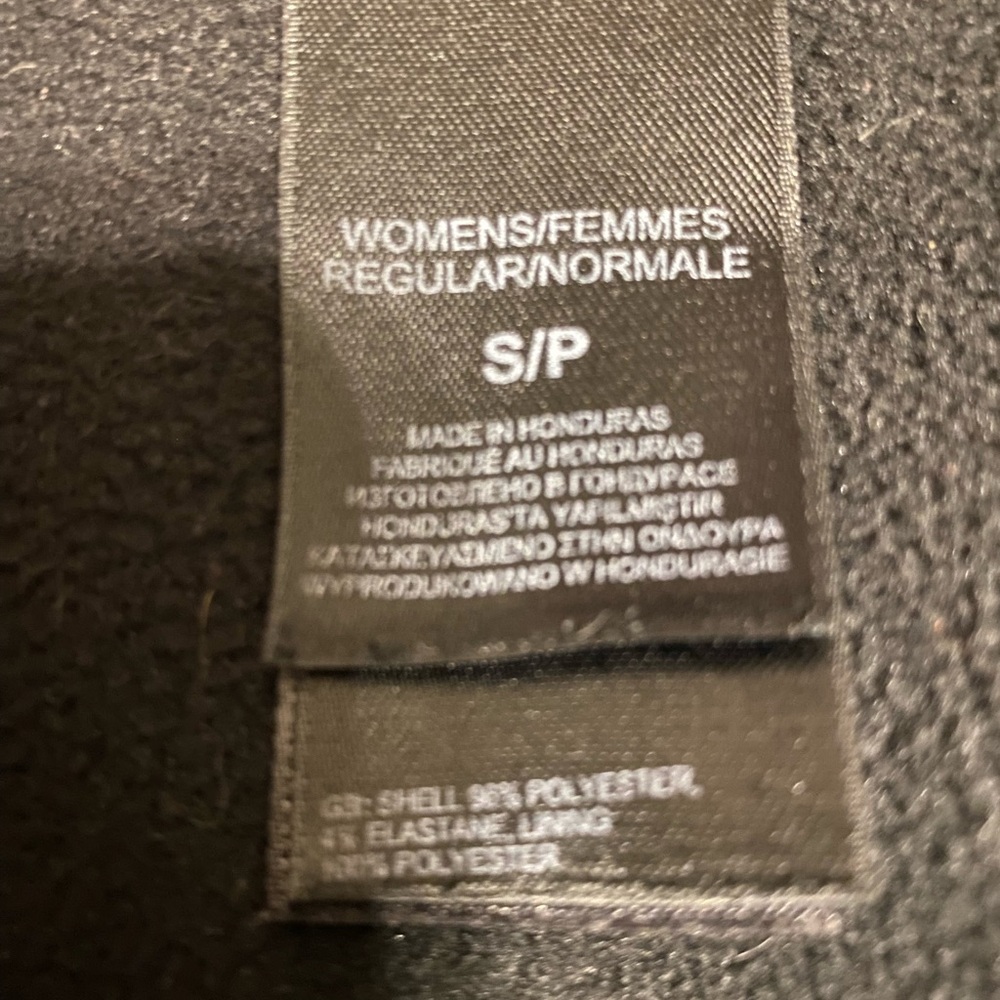 WOMENS/FEMMES
REGULAR/NORMALE
S/P
MADE IN HONDURAS
FABRIQUÉ AU HONDURAS
ИЗГОТОВЛЕНО В ГОНДУРАСЕ
HONDURAS'TA YAPILMIŞTIR
ΚΑΤΑΣΚΕΥΑΣΜΕΝΟ ΣΤΗΝ ΟΝΔΟΥΡΑ
WYPRODUKOWANO W HONDURASIE
GB: SHELL 96% POLYESTER,
4% ELASTANE, LINING
100% POLYESTER